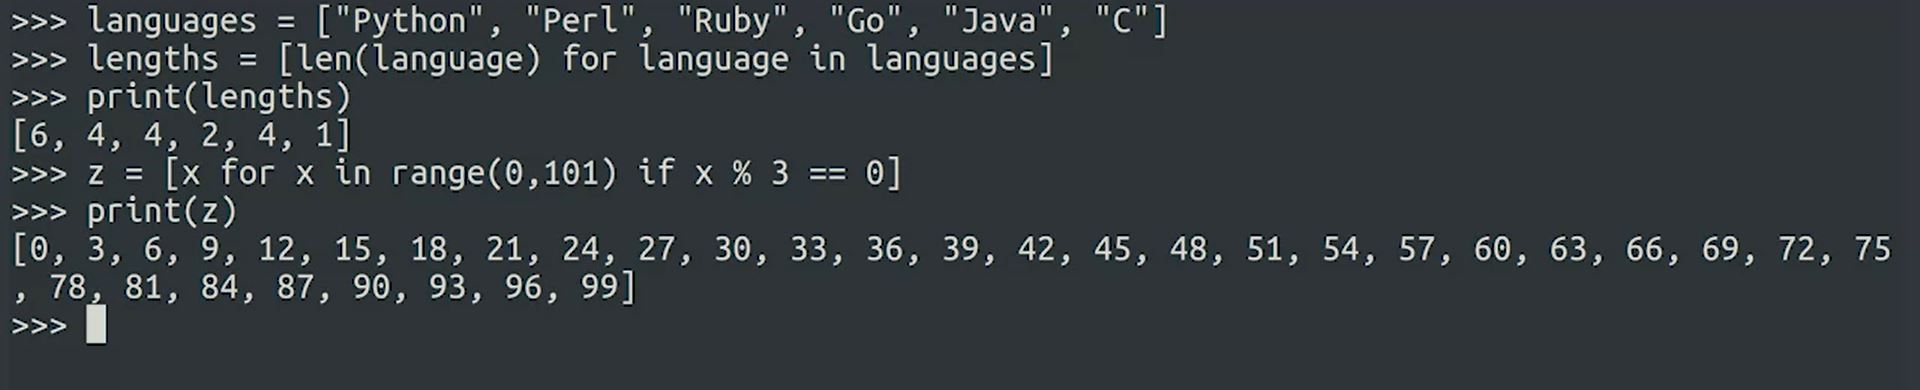 >>> languages = ["Python", "Perl", "Ruby", "Go", "Java", "C"]
>>> lengths = [len(language) for language in languages]
>>> print(lengths)
[6, 4, 4, 2, 4, 1]
>>> z = [x for x in range(0,101) if x % 3 == 0]
>>> print(z)
[0, 3, 6, 9, 12, 15, 18, 21, 24, 27, 30, 33, 36, 39, 42, 45, 48, 51, 54, 57, 60, 63, 66, 69, 72, 75
, 78, 81, 84, 87, 90, 93, 96, 99]
>>>